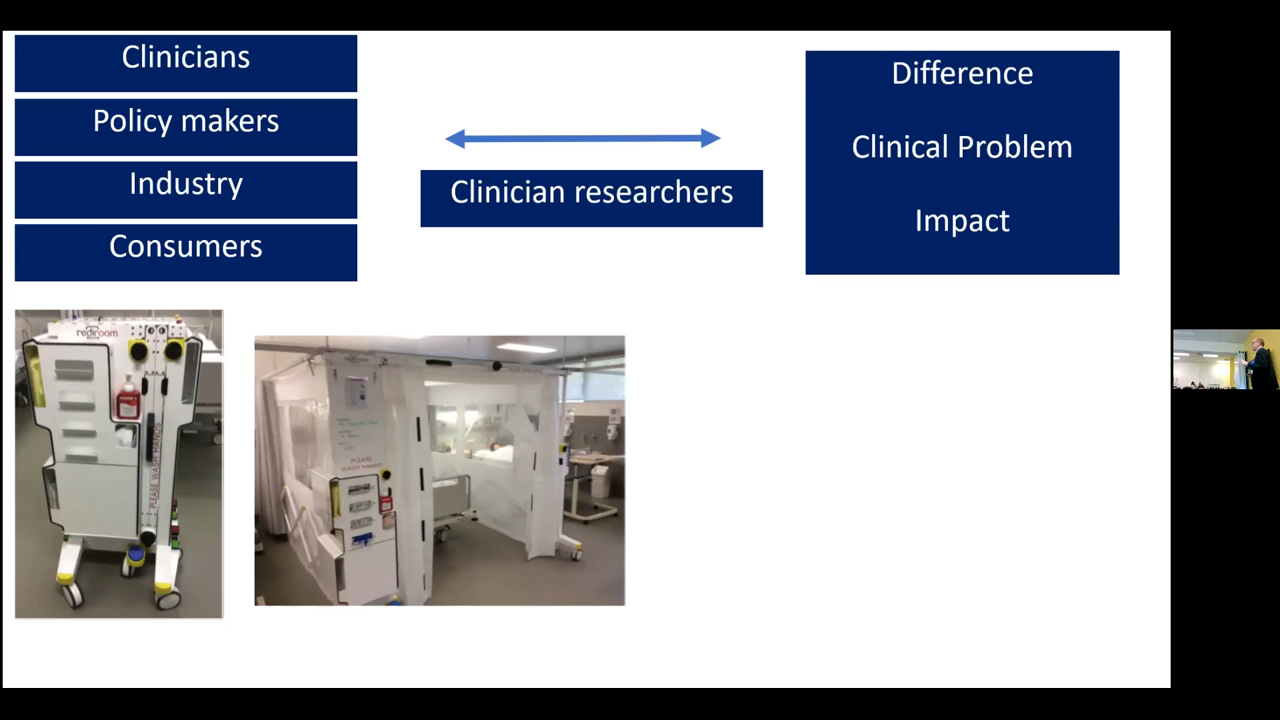 Clinicians
Policy makers
Industry
Consumers
Clinician researchers
Difference
Clinical Problem
Impact
rediroom
PLEASE WASH HANDS
PLEASE
WASH HANDS